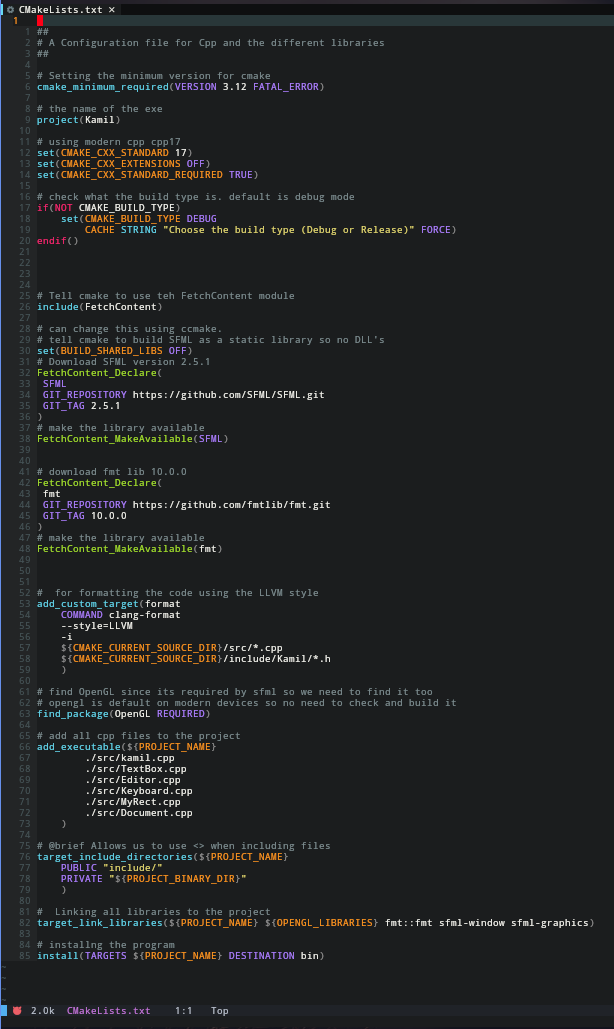 CMakeLists.txt ×
1
1 ##
2 # A Configuration file for Cpp and the different libraries
3 ##
4
5 # Setting the minimum version for cmake
6 cmake_minimum_required(VERSION 3.12 FATAL_ERROR)
7
8 # the name of the exe
9 project(Kamil)
10
11 # using modern cpp cpp17
12 set(CMAKE_CXX_STANDARD 17)
13 set(CMAKE_CXX_EXTENSIONS OFF)
14 set(CMAKE_CXX_STANDARD_REQUIRED TRUE)
15
16 # check what the build type is. default is debug mode
17 if(NOT CMAKE_BUILD_TYPE)
18     set(CMAKE_BUILD_TYPE DEBUG
19         CACHE STRING "Choose the build type (Debug or Release)" FORCE)
20 endif()
21
22
23
24
25 # Tell cmake to use teh FetchContent module
26 include(FetchContent)
27
28 # can change this using ccmake.
29 # tell cmake to build SFML as a static library so no DLL's
30 set(BUILD_SHARED_LIBS OFF)
31 # Download SFML version 2.5.1
32 FetchContent_Declare(
33  SFML
34  GIT_REPOSITORY https://github.com/SFML/SFML.git
35  GIT_TAG 2.5.1
36 )
37 # make the library available
38 FetchContent_MakeAvailable(SFML)
39
40
41 # download fmt lib 10.0.0
42 FetchContent_Declare(
43  fmt
44  GIT_REPOSITORY https://github.com/fmtlib/fmt.git
45  GIT_TAG 10.0.0
46 )
47 # make the library available
48 FetchContent_MakeAvailable(fmt)
49
50
51
52 #  for formatting the code using the LLVM style
53 add_custom_target(format
54     COMMAND clang-format
55     --style=LLVM
56     -i
57     ${CMAKE_CURRENT_SOURCE_DIR}/src/*.cpp
58     ${CMAKE_CURRENT_SOURCE_DIR}/include/Kamil/*.h
59     )
60
61 # find OpenGL since its required by sfml so we need to find it too
62 # opengl is default on modern devices so no need to check and build it
63 find_package(OpenGL REQUIRED)
64
65 # add all cpp files to the project
66 add_executable(${PROJECT_NAME}
67         ./src/kamil.cpp
68         ./src/TextBox.cpp
69         ./src/Editor.cpp
70         ./src/Keyboard.cpp
71         ./src/MyRect.cpp
72         ./src/Document.cpp
73     )
74
75 # @brief Allows us to use <> when including files
76 target_include_directories(${PROJECT_NAME}
77     PUBLIC "include/"
78     PRIVATE "${PROJECT_BINARY_DIR}"
79     )
80
81 #  Linking all libraries to the project
82 target_link_libraries(${PROJECT_NAME} ${OPENGL_LIBRARIES} fmt::fmt sfml-window sfml-graphics)
83
84 # installng the program
85 install(TARGETS ${PROJECT_NAME} DESTINATION bin)
~
~
~
~
2.0k CMakeLists.txt 1:1 Top